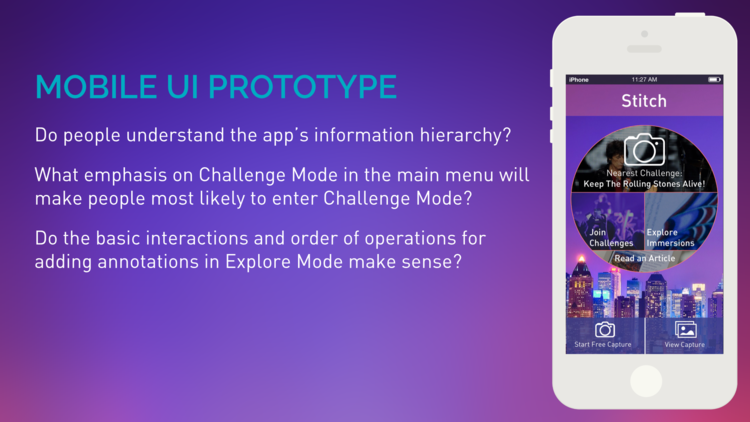 MOBILE UI PROTOTYPE
Do people understand the app's information hierarchy?
What emphasis on Challenge Mode in the main menu will
make people most likely to enter Challenge Mode?
Do the basic interactions and order of operations for
adding annotations in Explore Mode make sense?
iPhone 11:27 AM
Stitch
Nearest Challenge:
Keep The Rolling Stones Alive!
Join
Challenges
Explore
Immersions
Read an Article
Start Free Capture
View Capture